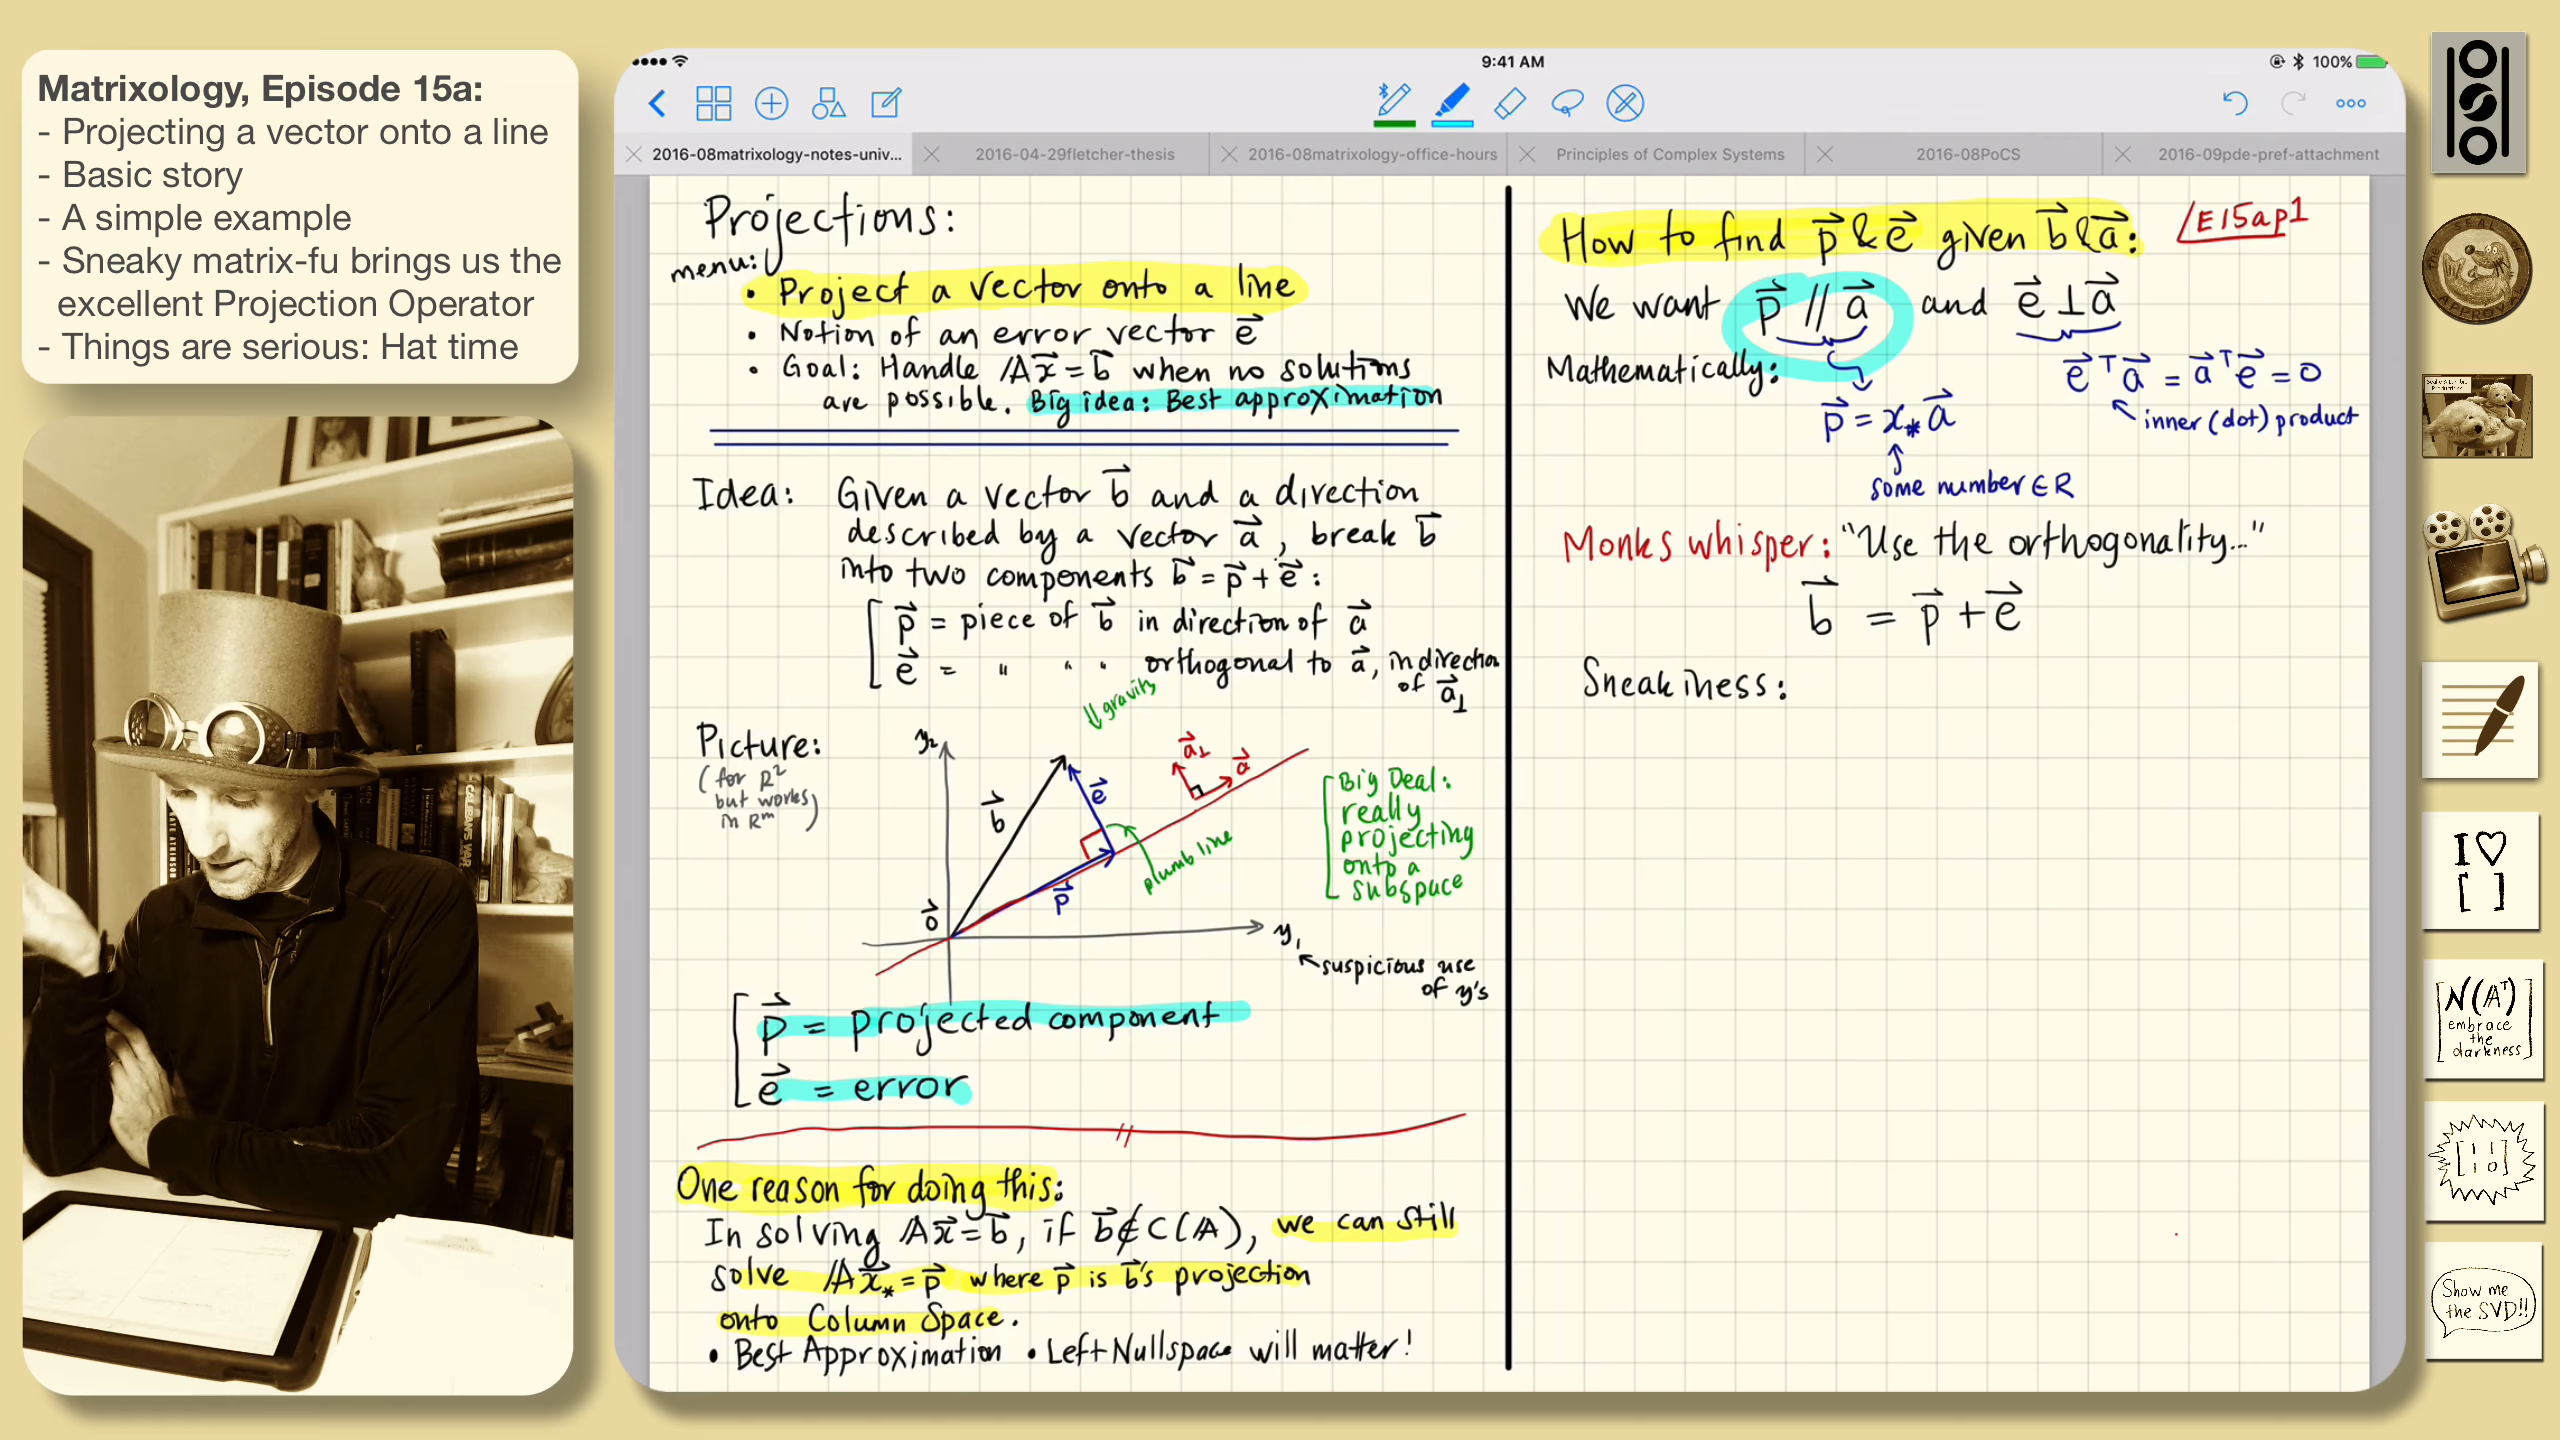 Matrixology, Episode 15a:
- Projecting a vector onto a line
- Basic story
- A simple example
- Sneaky matrix-fu brings us the
excellent Projection Operator
- Things are serious: Hat time
9:41 AM
100%
2016-08matrixology-notes-univ...
2016-04-29fletcher-thesis
2016-08matrixology-office-hours
Principles of Complex Systems
2016-08PoCS
2016-09pde-pref-attachment
Projections:
menu:
• Project a vector onto a line
• Notion of an error vector e⃗
• Goal: Handle Ax⃗ = b⃗ when no solutions
are possible. Big idea: Best approximation
Idea: Given a vector b⃗ and a direction
described by a vector a⃗, break b⃗
into two components b⃗ = p⃗ + e⃗:
p⃗ = piece of b⃗ in direction of a⃗
e⃗ = " " " orthogonal to a⃗, in direction
of a⃗⊥
⇓ gravity
Picture:
(for R²
but works
in Rᵐ)
y₂
b⃗
e⃗
a⃗⊥
a⃗
p⃗
plumb line
0⃗
y₁
suspicious use
of y's
Big Deal:
really
projecting
onto a
subspace
p⃗ = projected component
e⃗ = error
One reason for doing this:
In solving Ax⃗ = b⃗, if b⃗ ∉ C(A), we can still
solve Ax⃗* = p⃗ where p⃗ is b⃗'s projection
onto Column Space.
• Best Approximation • Left Nullspace will matter!
How to find p⃗ & e⃗ given b⃗ & a⃗:
E15ap1
We want p⃗ // a⃗ and e⃗ ⊥ a⃗
Mathematically:
e⃗ᵀa⃗ = a⃗ᵀe⃗ = 0
inner (dot) product
p⃗ = x*a⃗
some number ∈ R
Monks whisper: "Use the orthogonality..."
b⃗ = p⃗ + e⃗
Sneakiness:
I ♡
[ ]
N(Aᵀ)
embrace
the
darkness
Show me
the SVD!!
CALIBAN'S WAR
KATE ATKINSON